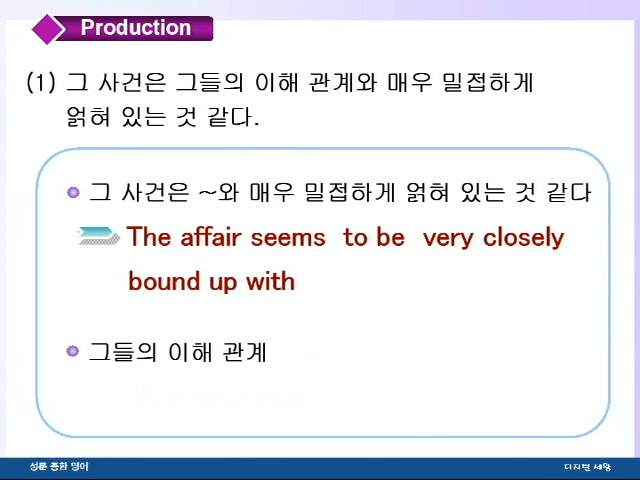 Production
(1) 그 사건은 그들의 이해 관계와 매우 밀접하게
얽혀 있는 것 같다.
그 사건은 ~와 매우 밀접하게 얽혀 있는 것 같다
The affair seems to be very closely
bound up with
그들의 이해 관계
성문 종합 영어
디지털 세왕